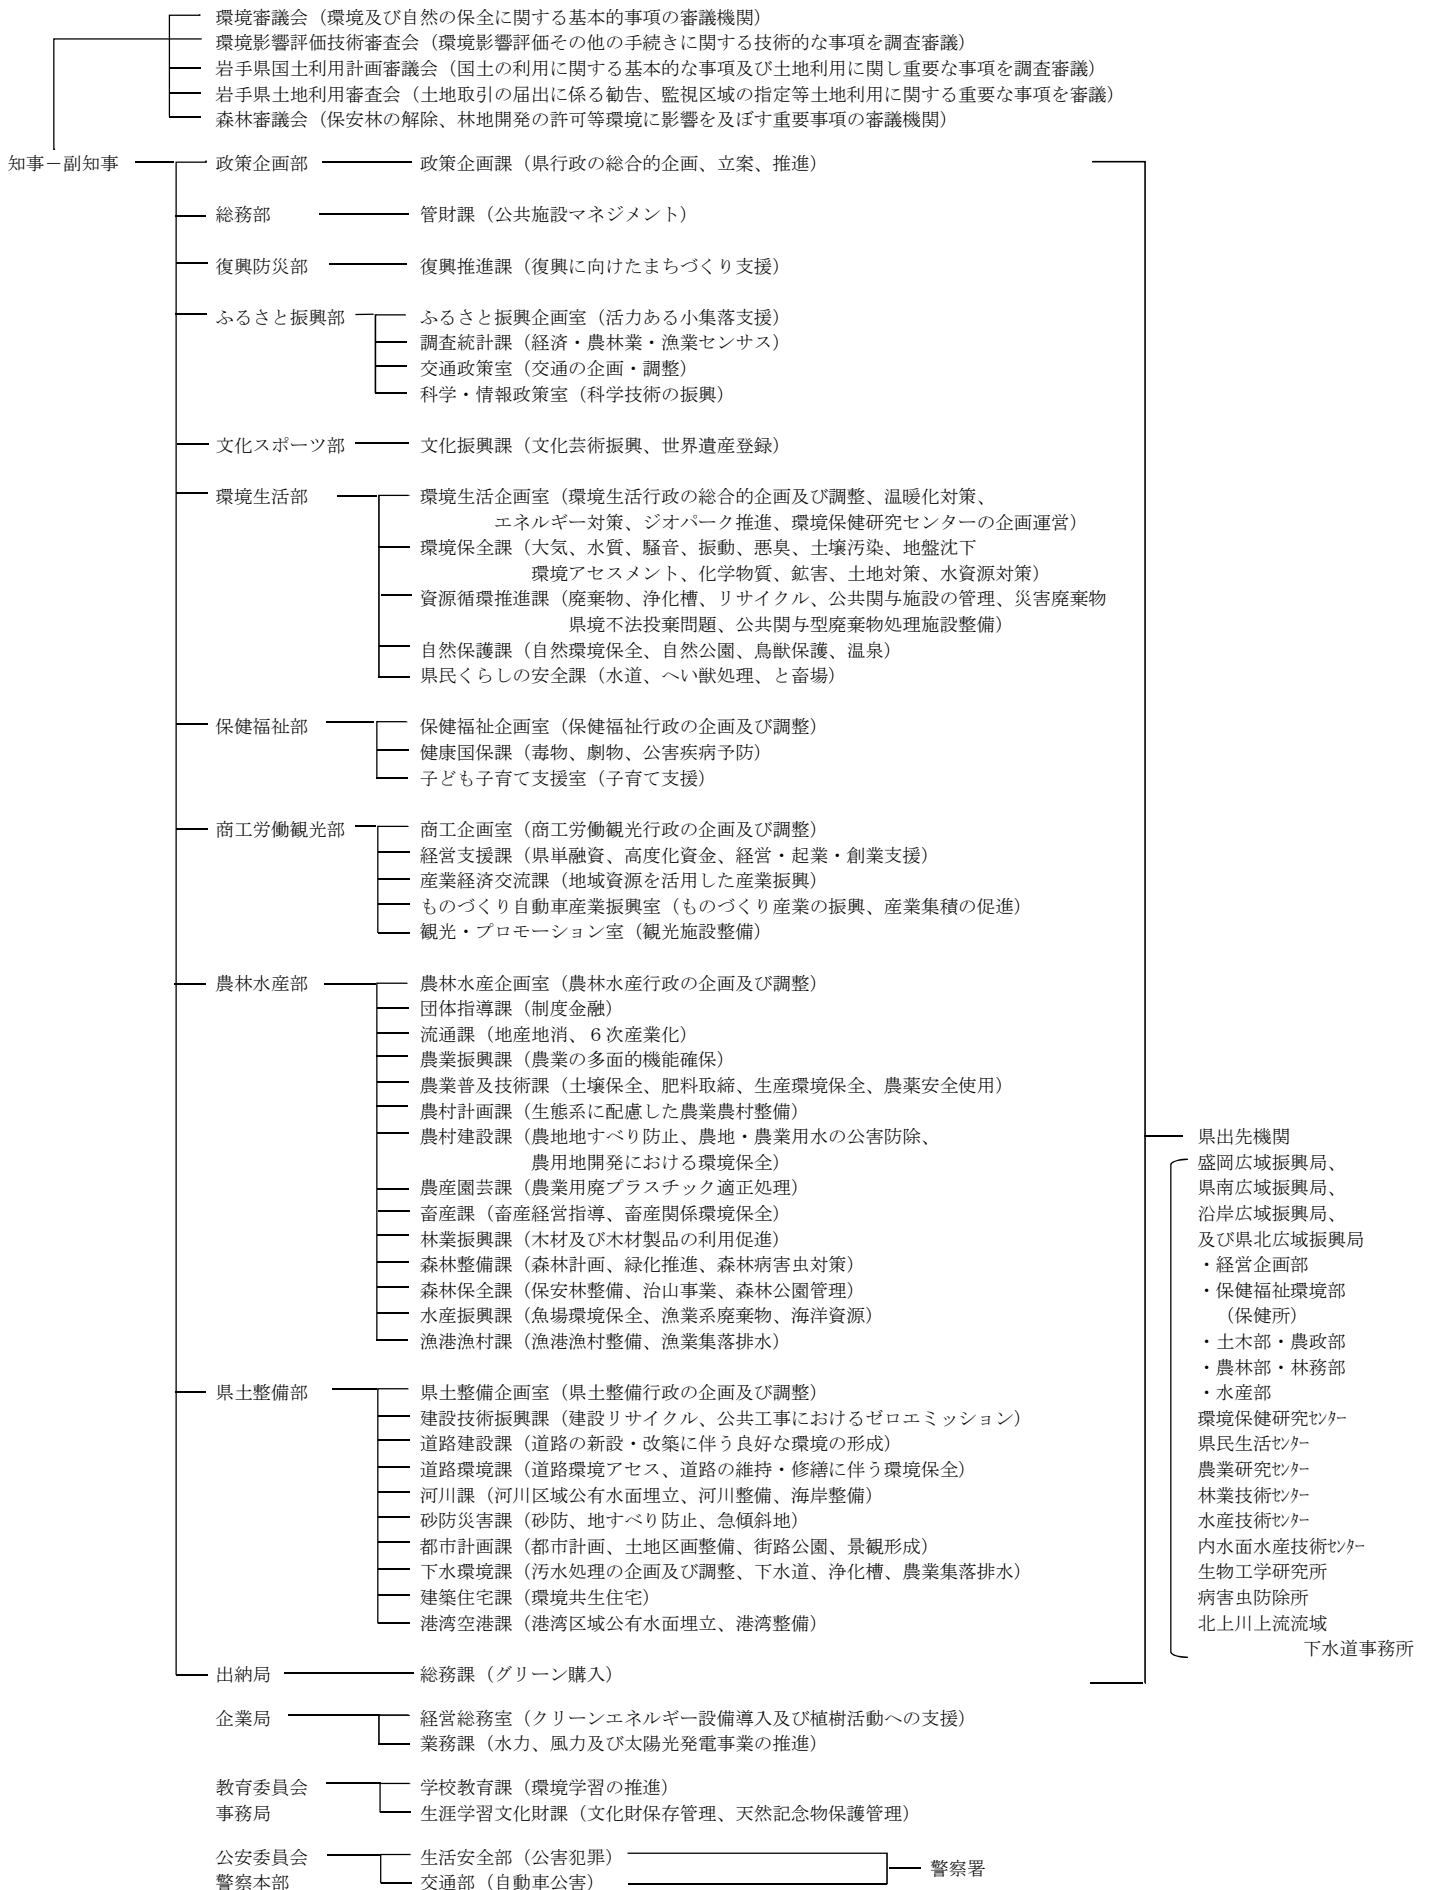 環境審議会（環境及び自然の保全に関する基本的事項の審議機関）
環境影響評価技術審査会（環境影響評価その他の手続きに関する技術的な事項を調査審議）
岩手県国土利用計画審議会（国土の利用に関する基本的な事項及び土地利用に関し重要な事項を調査審議）
岩手県土地利用審査会（土地取引の届出に係る勧告、監視区域の指定等土地利用に関する重要な事項を審議）
森林審議会（保安林の解除、林地開発の許可等環境に影響を及ぼす重要事項の審議機関）
知事－副知事
政策企画部 政策企画課（県行政の総合的企画、立案、推進）
総務部 管財課（公共施設マネジメント）
復興防災部 復興推進課（復興に向けたまちづくり支援）
ふるさと振興部 ふるさと振興企画室（活力ある小集落支援）
調査統計課（経済・農林業・漁業センサス）
交通政策室（交通の企画・調整）
科学・情報政策室（科学技術の振興）
文化スポーツ部 文化振興課（文化芸術振興、世界遺産登録）
環境生活部 環境生活企画室（環境生活行政の総合的企画及び調整、温暖化対策、
エネルギー対策、ジオパーク推進、環境保健研究センターの企画運営）
環境保全課（大気、水質、騒音、振動、悪臭、土壌汚染、地盤沈下
環境アセスメント、化学物質、鉱害、土地対策、水資源対策）
資源循環推進課（廃棄物、浄化槽、リサイクル、公共関与施設の管理、災害廃棄物
県境不法投棄問題、公共関与型廃棄物処理施設整備）
自然保護課（自然環境保全、自然公園、鳥獣保護、温泉）
県民くらしの安全課（水道、へい獣処理、と畜場）
保健福祉部 保健福祉企画室（保健福祉行政の企画及び調整）
健康国保課（毒物、劇物、公害疾病予防）
子ども子育て支援室（子育て支援）
商工労働観光部 商工企画室（商工労働観光行政の企画及び調整）
経営支援課（県単融資、高度化資金、経営・起業・創業支援）
産業経済交流課（地域資源を活用した産業振興）
ものづくり自動車産業振興室（ものづくり産業の振興、産業集積の促進）
観光・プロモーション室（観光施設整備）
農林水産部 農林水産企画室（農林水産行政の企画及び調整）
団体指導課（制度金融）
流通課（地産地消、６次産業化）
農業振興課（農業の多面的機能確保）
農業普及技術課（土壌保全、肥料取締、生産環境保全、農薬安全使用）
農村計画課（生態系に配慮した農業農村整備）
農村建設課（農地地すべり防止、農地・農業用水の公害防除、
農用地開発における環境保全）
農産園芸課（農業用廃プラスチック適正処理）
畜産課（畜産経営指導、畜産関係環境保全）
林業振興課（木材及び木材製品の利用促進）
森林整備課（森林計画、緑化推進、森林病害虫対策）
森林保全課（保安林整備、治山事業、森林公園管理）
水産振興課（魚場環境保全、漁業系廃棄物、海洋資源）
漁港漁村課（漁港漁村整備、漁業集落排水）
県土整備部 県土整備企画室（県土整備行政の企画及び調整）
建設技術振興課（建設リサイクル、公共工事におけるゼロエミッション）
道路建設課（道路の新設・改築に伴う良好な環境の形成）
道路環境課（道路環境アセス、道路の維持・修繕に伴う環境保全）
河川課（河川区域公有水面埋立、河川整備、海岸整備）
砂防災害課（砂防、地すべり防止、急傾斜地）
都市計画課（都市計画、土地区画整備、街路公園、景観形成）
下水環境課（汚水処理の企画及び調整、下水道、浄化槽、農業集落排水）
建築住宅課（環境共生住宅）
港湾空港課（港湾区域公有水面埋立、港湾整備）
出納局 総務課（グリーン購入）
県出先機関
盛岡広域振興局、
県南広域振興局、
沿岸広域振興局、
及び県北広域振興局
・経営企画部
・保健福祉環境部
（保健所）
・土木部・農政部
・農林部・林務部
・水産部
環境保健研究ｾﾝﾀｰ
県民生活ｾﾝﾀｰ
農業研究ｾﾝﾀｰ
林業技術ｾﾝﾀｰ
水産技術ｾﾝﾀｰ
内水面水産技術ｾﾝﾀｰ
生物工学研究所
病害虫防除所
北上川上流流域
下水道事務所
企業局 経営総務室（クリーンエネルギー設備導入及び植樹活動への支援）
業務課（水力、風力及び太陽光発電事業の推進）
教育委員会 学校教育課（環境学習の推進）
事務局 生涯学習文化財課（文化財保存管理、天然記念物保護管理）
公安委員会 生活安全部（公害犯罪）
警察本部 交通部（自動車公害）
警察署